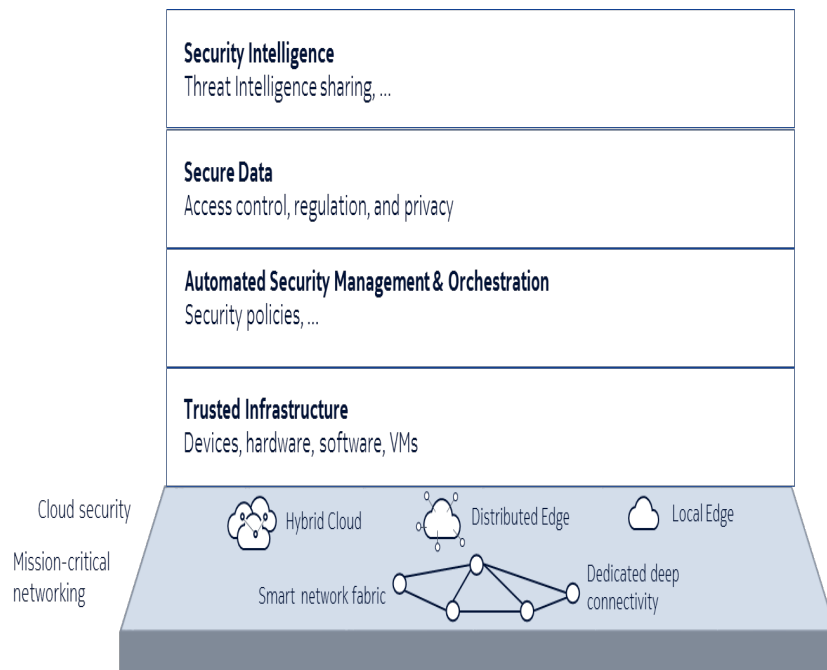 Security Intelligence
Threat Intelligence sharing, ...
Secure Data
Access control, regulation, and privacy
Automated Security Management & Orchestration
Security policies, ...
Trusted Infrastructure
Devices, hardware, software, VMs
Cloud security
Hybrid Cloud
Distributed Edge
Local Edge
Mission-critical
networking
Smart network fabric
Dedicated deep
connectivity